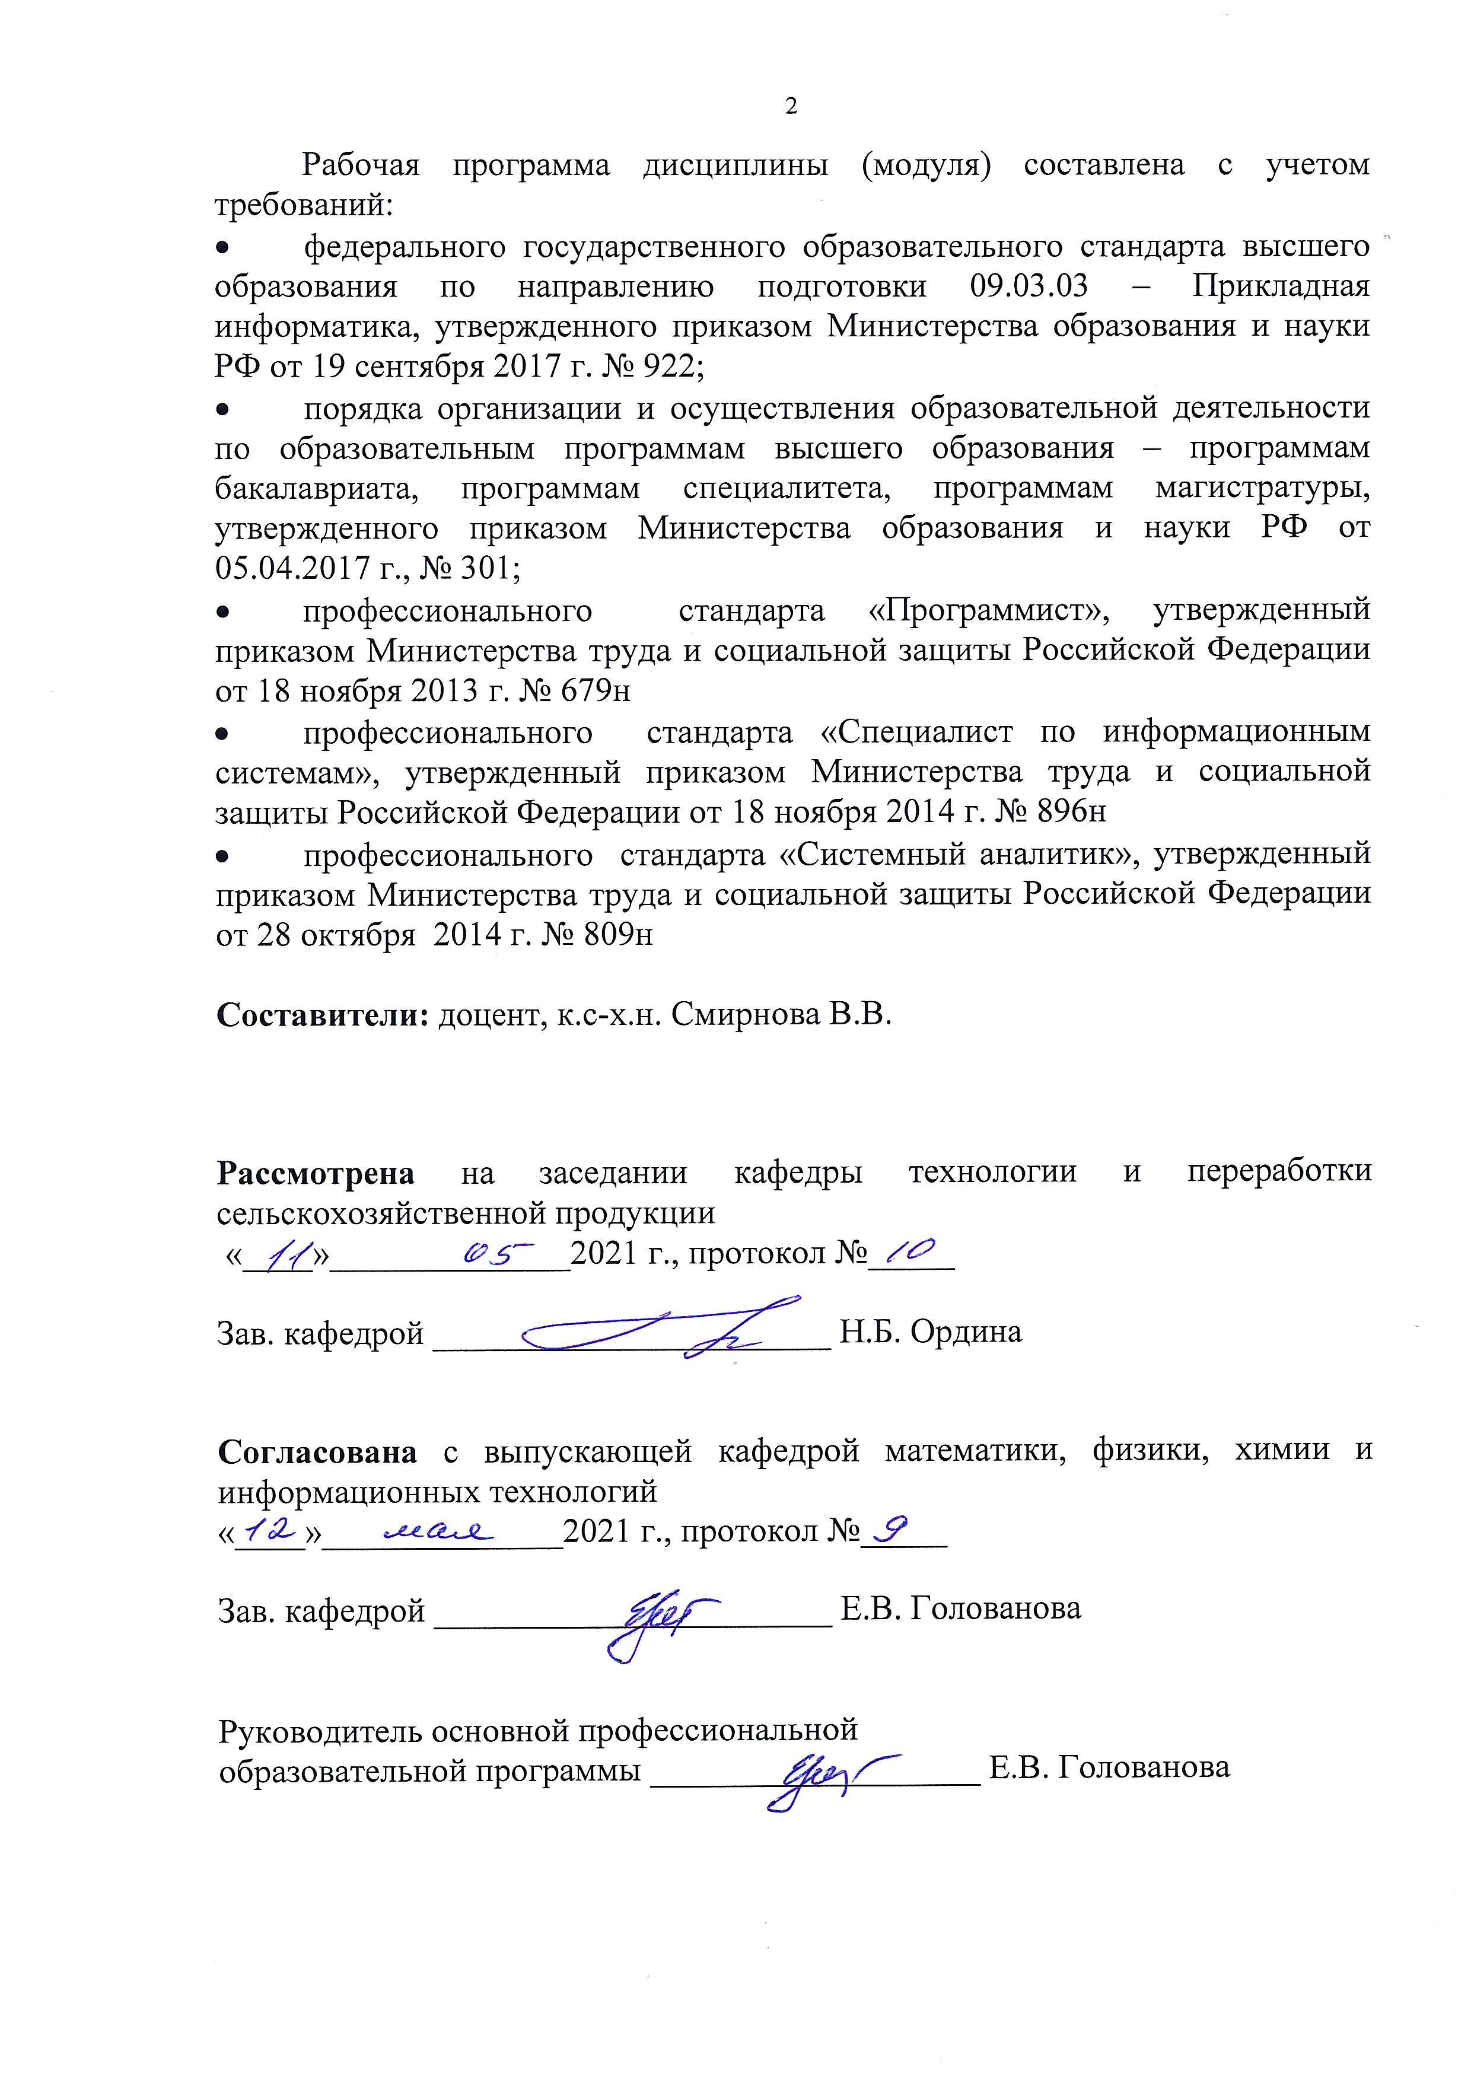 2
Рабочая программа дисциплины (модуля) составлена с учетом
требований:
• федерального государственного образовательного стандарта высшего
образования по направлению подготовки 09.03.03 – Прикладная
информатика, утвержденного приказом Министерства образования и науки
РФ от 19 сентября 2017 г. № 922;
• порядка организации и осуществления образовательной деятельности
по образовательным программам высшего образования – программам
бакалавриата, программам специалитета, программам магистратуры,
утвержденного приказом Министерства образования и науки РФ от
05.04.2017 г., № 301;
• профессионального стандарта «Программист», утвержденный
приказом Министерства труда и социальной защиты Российской Федерации
от 18 ноября 2013 г. № 679н
• профессионального стандарта «Специалист по информационным
системам», утвержденный приказом Министерства труда и социальной
защиты Российской Федерации от 18 ноября 2014 г. № 896н
• профессионального стандарта «Системный аналитик», утвержденный
приказом Министерства труда и социальной защиты Российской Федерации
от 28 октября 2014 г. № 809н
Составители: доцент, к.с-х.н. Смирнова В.В.
Рассмотрена на заседании кафедры технологии и переработки
сельскохозяйственной продукции
«11» 05 2021 г., протокол № 10
Зав. кафедрой Н.Б. Ордина
Согласована с выпускающей кафедрой математики, физики, химии и
информационных технологий
«12» мая 2021 г., протокол № 9
Зав. кафедрой Е.В. Голованова
Руководитель основной профессиональной
образовательной программы Е.В. Голованова